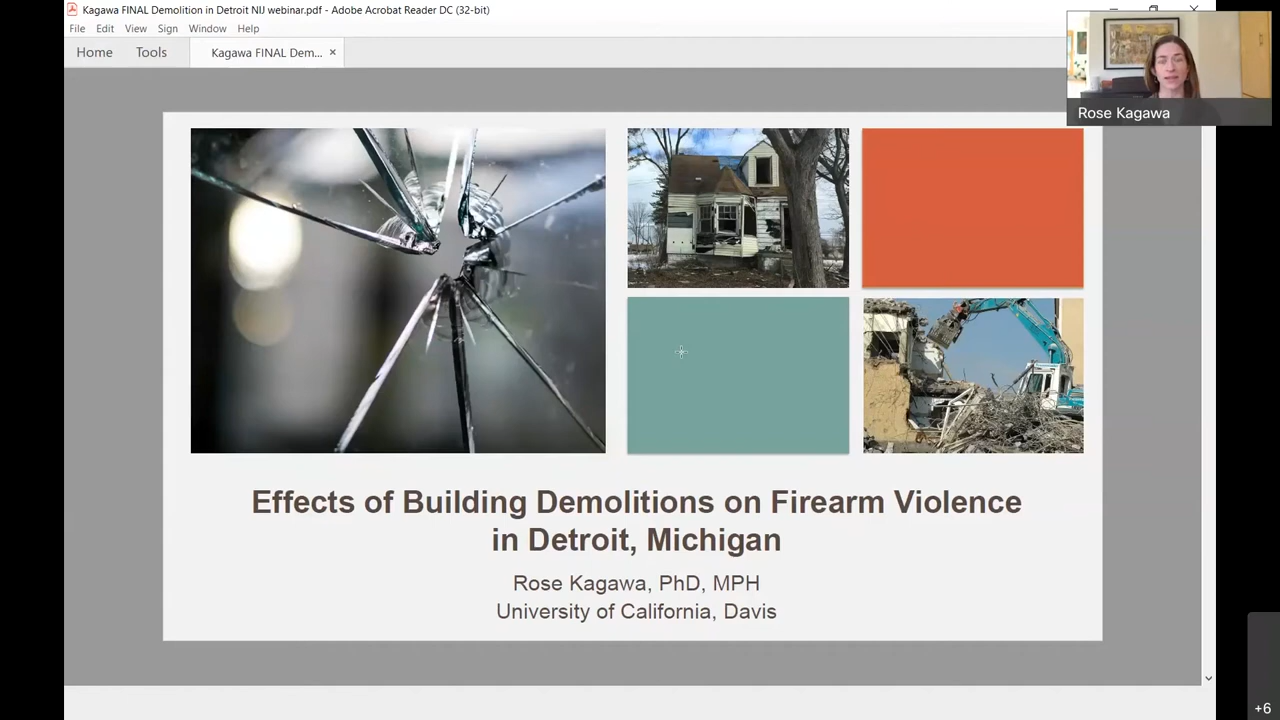 Kagawa FINAL Demolition in Detroit NIJ webinar.pdf - Adobe Acrobat Reader DC (32-bit)
File Edit View Sign Window Help
Home Tools Kagawa FINAL Dem... ×
Rose Kagawa
Effects of Building Demolitions on Firearm Violence
in Detroit, Michigan
Rose Kagawa, PhD, MPH
University of California, Davis
+6